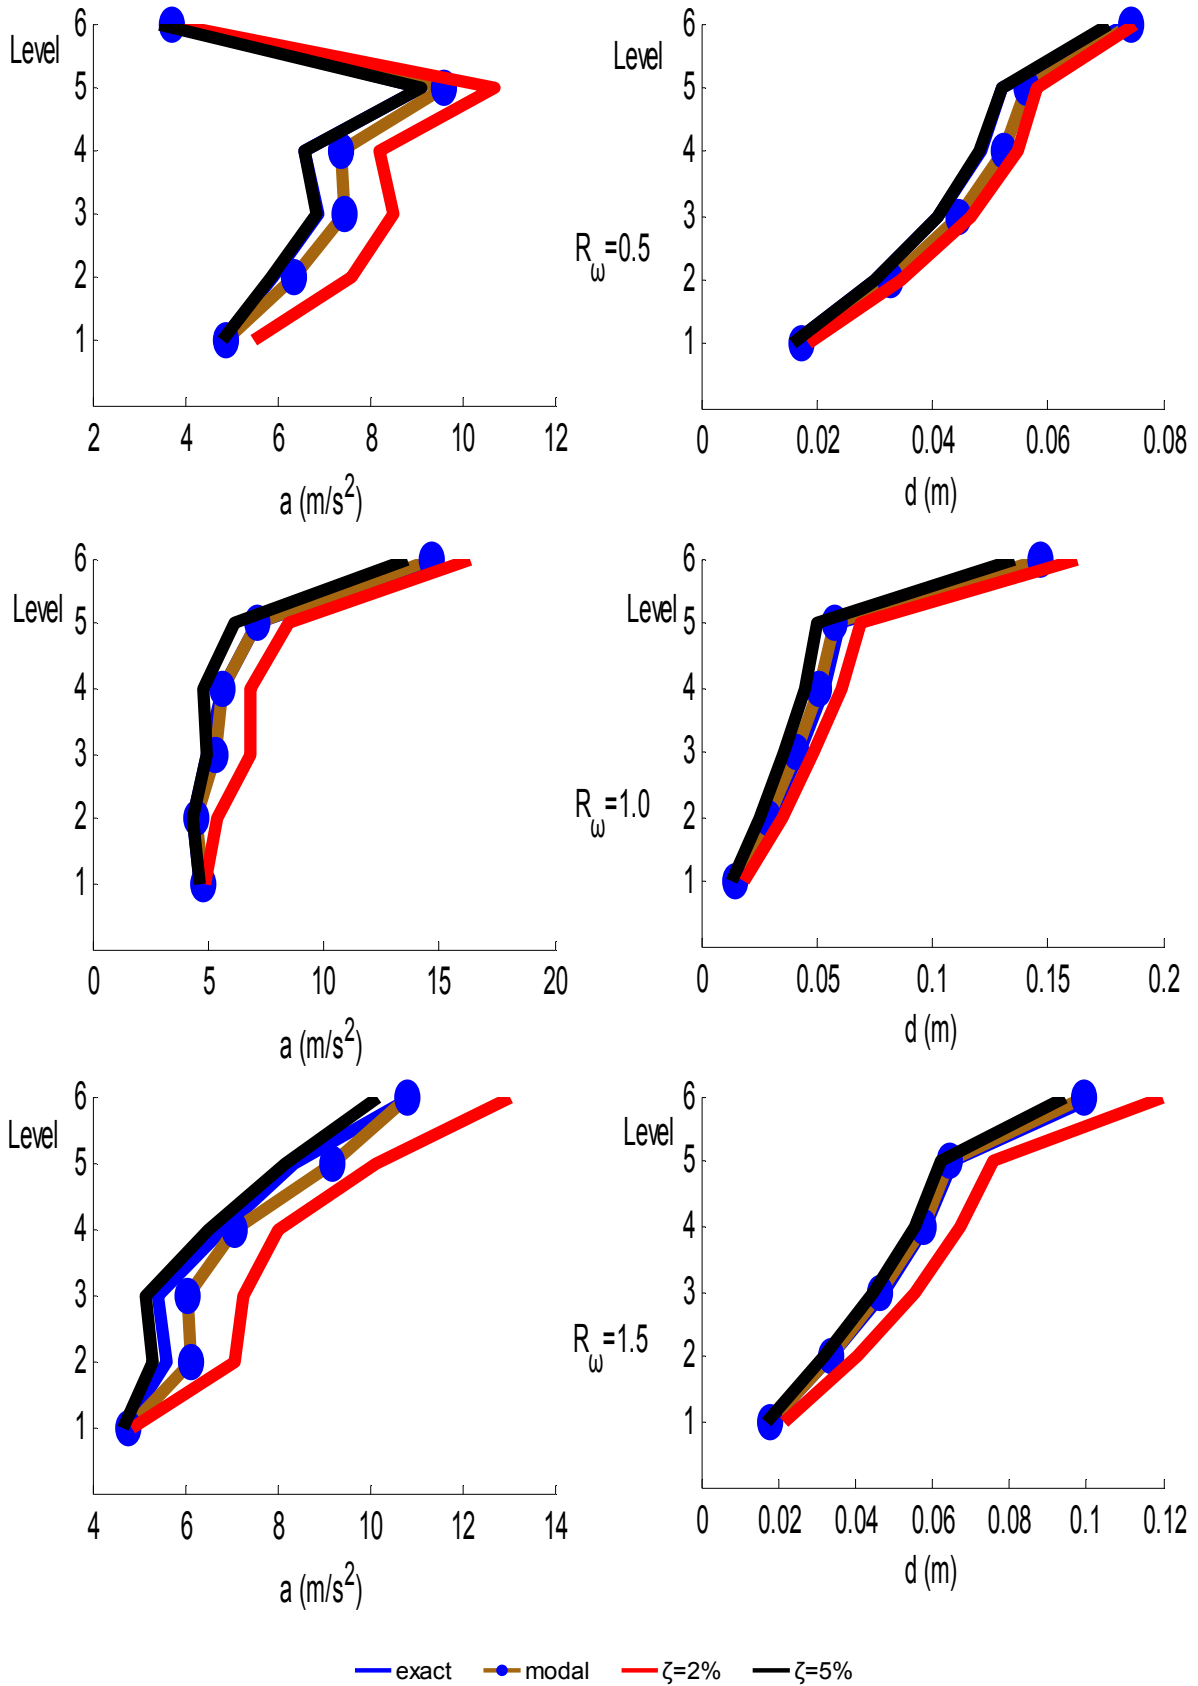 6
Level
5
4
3
2
1
2 4 6 8 10 12
a (m/s²)
R_ω=0.5
6
Level
5
4
3
2
1
0 0.02 0.04 0.06 0.08
d (m)
6
Level
5
4
3
2
1
0 5 10 15 20
a (m/s²)
R_ω=1.0
6
Level
5
4
3
2
1
0 0.05 0.1 0.15 0.2
d (m)
6
Level
5
4
3
2
1
4 6 8 10 12 14
a (m/s²)
R_ω=1.5
6
Level
5
4
3
2
1
0 0.02 0.04 0.06 0.08 0.1 0.12
d (m)
exact modal ζ=2% ζ=5%